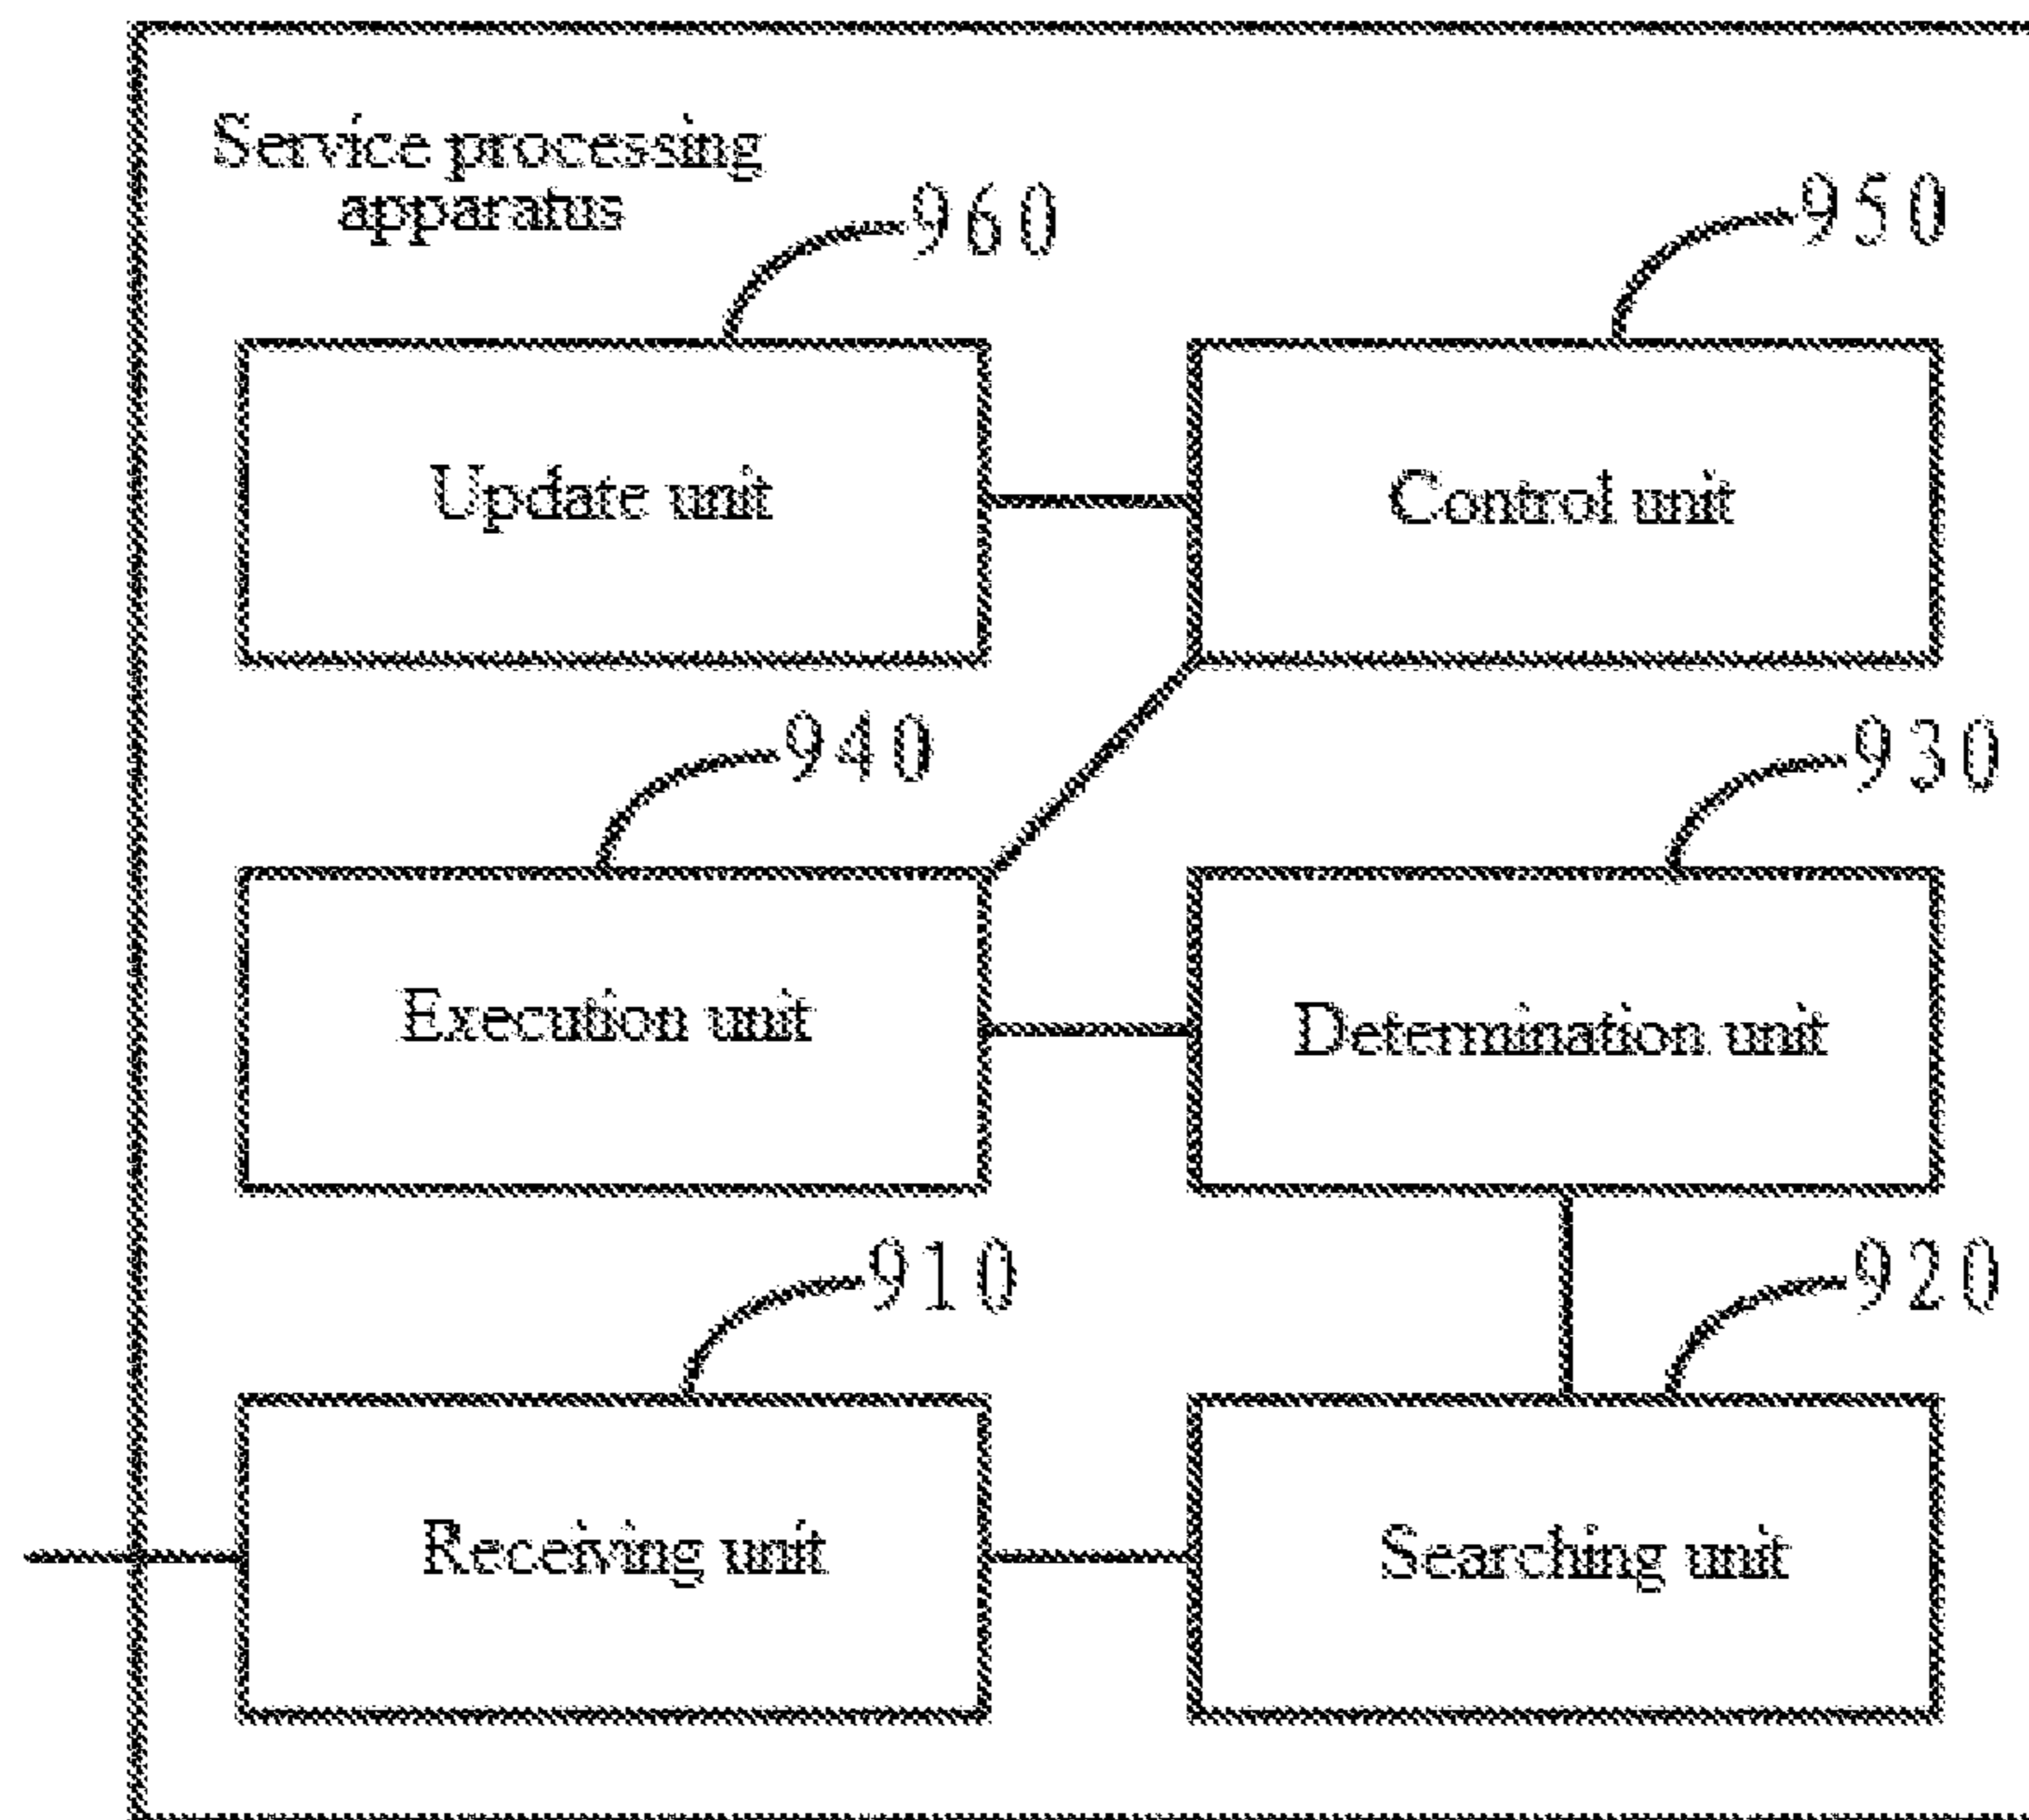 Service processing
apparatus
960
950
Update unit
Control unit
940
930
Execution unit
Determination unit
910
920
Receiving unit
Searching unit